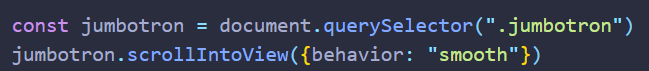 const jumbotron = document.querySelector(".jumbotron")
jumbotron.scrollIntoView({behavior: "smooth"})